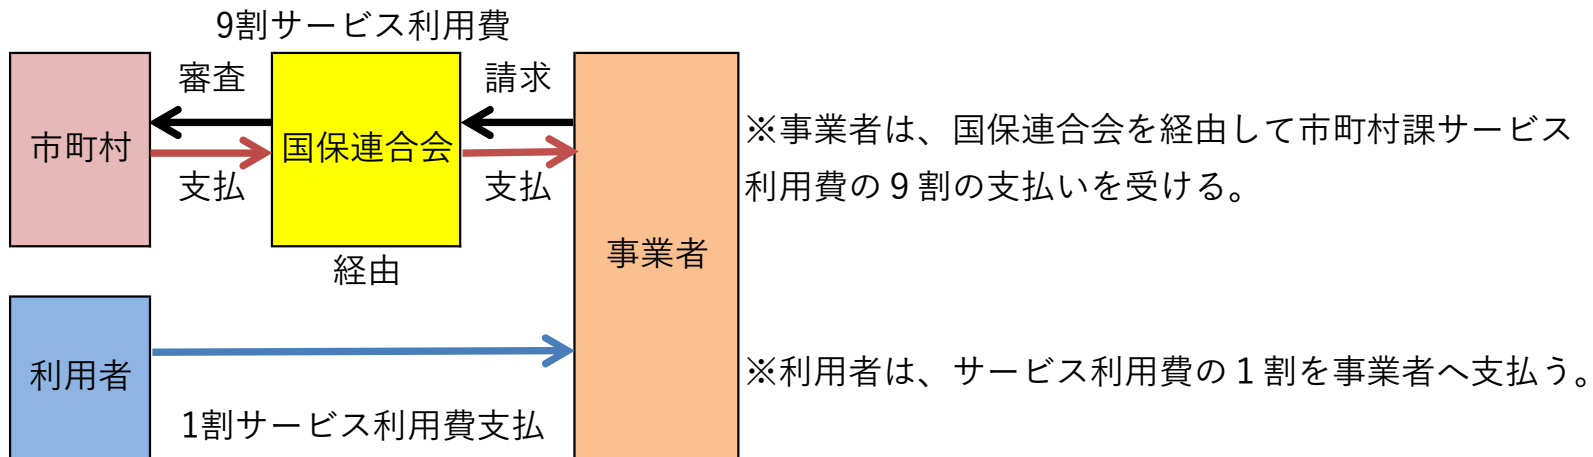 9割サービス利用費
審査
請求
市町村
国保連合会
支払
支払
経由
事業者
※事業者は、国保連合会を経由して市町村課サービス
利用費の９割の支払いを受ける。
利用者
1割サービス利用費支払
※利用者は、サービス利用費の１割を事業者へ支払う。